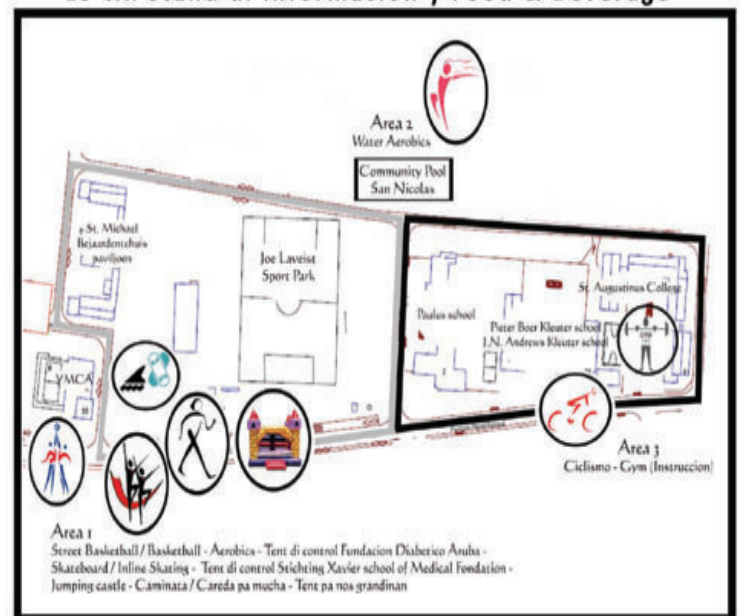 Area 2
Water Aerobics
Community Pool
San Nicolas
St. Michael
Bejaardentehuis
paviljoen
Joe Laveist
Sport Park
Paulus school
St. Augustinus College
Pieter Boer Kleuter school
J.N. Andrews Kleuter school
YMCA
Area 3
Ciclismo - Gym (Instruccion)
Area 1
Street Basketball / Basketball - Aerobics - Tent di control Fundacion Diabetico Aruba -
Skateboard / Inline Skating - Tent di control Stichting Xavier school of Medical Fondation -
Jumping castle - Caminata / Careda pa mucha - Tent pa nos grandinan